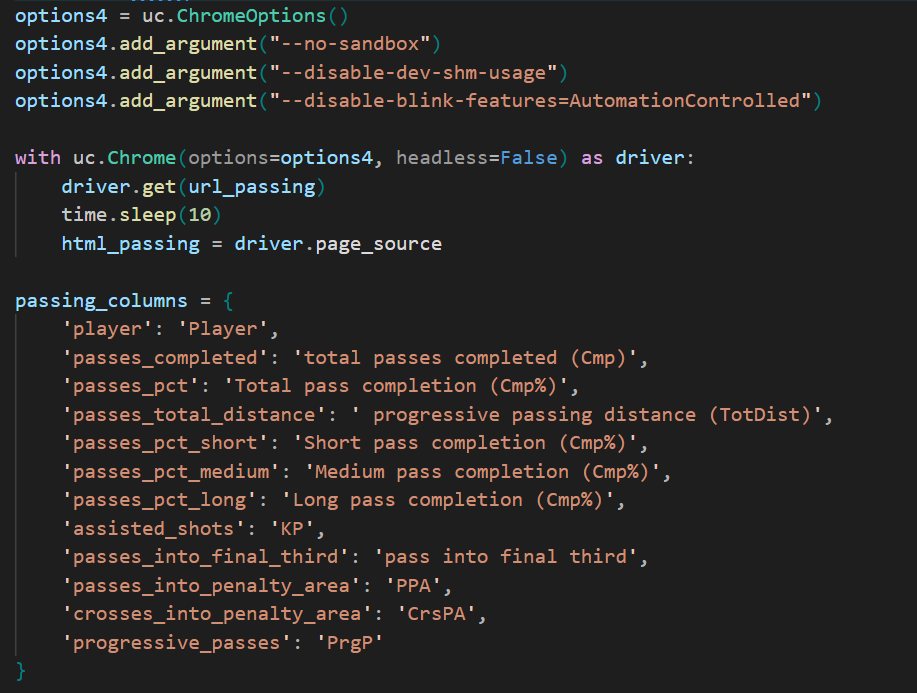 options4 = uc.ChromeOptions()
options4.add_argument("--no-sandbox")
options4.add_argument("--disable-dev-shm-usage")
options4.add_argument("--disable-blink-features=AutomationControlled")

with uc.Chrome(options=options4, headless=False) as driver:
    driver.get(url_passing)
    time.sleep(10)
    html_passing = driver.page_source

passing_columns = {
    'player': 'Player',
    'passes_completed': 'total passes completed (Cmp)',
    'passes_pct': 'Total pass completion (Cmp%)',
    'passes_total_distance': ' progressive passing distance (TotDist)',
    'passes_pct_short': 'Short pass completion (Cmp%)',
    'passes_pct_medium': 'Medium pass completion (Cmp%)',
    'passes_pct_long': 'Long pass completion (Cmp%)',
    'assisted_shots': 'KP',
    'passes_into_final_third': 'pass into final third',
    'passes_into_penalty_area': 'PPA',
    'crosses_into_penalty_area': 'CrsPA',
    'progressive_passes': 'PrgP'
}